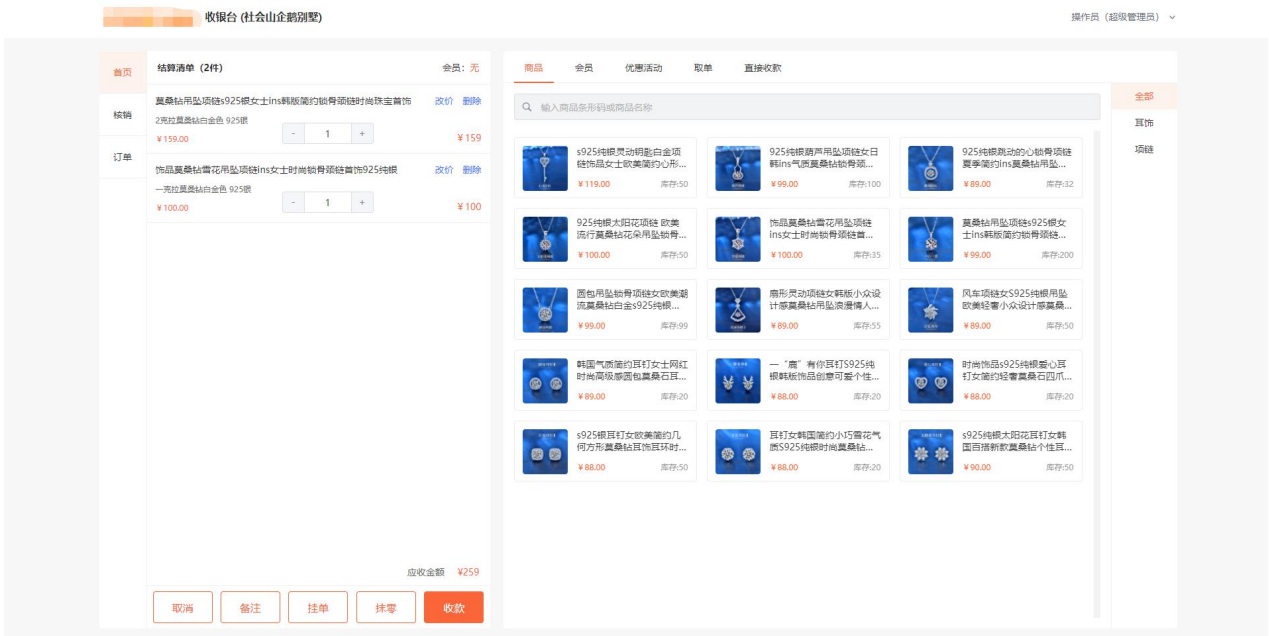 收银台 (社会山企鹅别墅)
操作员（超级管理员）
首页
核销
订单
结算清单（2件）
会员：无
莫桑钻吊坠项链s925银女士ins韩版简约锁骨颈链时尚珠宝首饰
改价 删除
2克拉莫桑钻白金色 925银
¥159.00
- 1 +
¥159
饰品莫桑钻雪花吊坠项链ins女士时尚锁骨颈链首饰925纯银
改价 删除
一克拉莫桑钻白金色 925银
¥100.00
- 1 +
¥100
应收金额 ¥259
取消
备注
挂单
抹零
收款
商品
会员
优惠活动
取单
直接收款
输入商品条形码或商品名称
s925纯银灵动钥匙白金项
链饰品女士欧美简约心形...
¥119.00 库存:50
925纯银葫芦吊坠项链女日
韩ins气质莫桑钻锁骨颈...
¥99.00 库存:100
925纯银跳动的心锁骨项链
夏季简约ins莫桑钻吊坠...
¥89.00 库存:32
925纯银太阳花项链 欧美
流行莫桑钻花朵吊坠锁骨...
¥100.00 库存:50
饰品莫桑钻雪花吊坠项链
ins女士时尚锁骨颈链首...
¥100.00 库存:35
莫桑钻吊坠项链s925银女
士ins韩版简约锁骨颈链...
¥99.00 库存:200
圆包吊坠锁骨项链女欧美潮
流莫桑钻白金s925纯银...
¥99.00 库存:99
扇形灵动项链女韩版小众设
计感莫桑钻吊坠浪漫情人...
¥89.00 库存:55
风车项链女S925纯银吊坠
欧美轻奢小众设计感莫桑...
¥89.00 库存:50
韩国气质简约耳钉女士网红
时尚高级感圆包莫桑石耳...
¥89.00 库存:20
一“鹿”有你耳钉S925纯
银韩版饰品创意可爱个性...
¥88.00 库存:20
时尚饰品s925纯银爱心耳
钉女简约轻奢莫桑石四爪...
¥88.00 库存:20
s925银耳钉女欧美简约几
何方形莫桑钻耳饰耳环时...
¥88.00 库存:50
耳钉女韩国简约小巧雪花气
质S925纯银时尚莫桑钻...
¥88.00 库存:20
s925纯银太阳花耳钉女韩
国百搭新款莫桑钻个性耳...
¥90.00 库存:50
全部
耳饰
项链